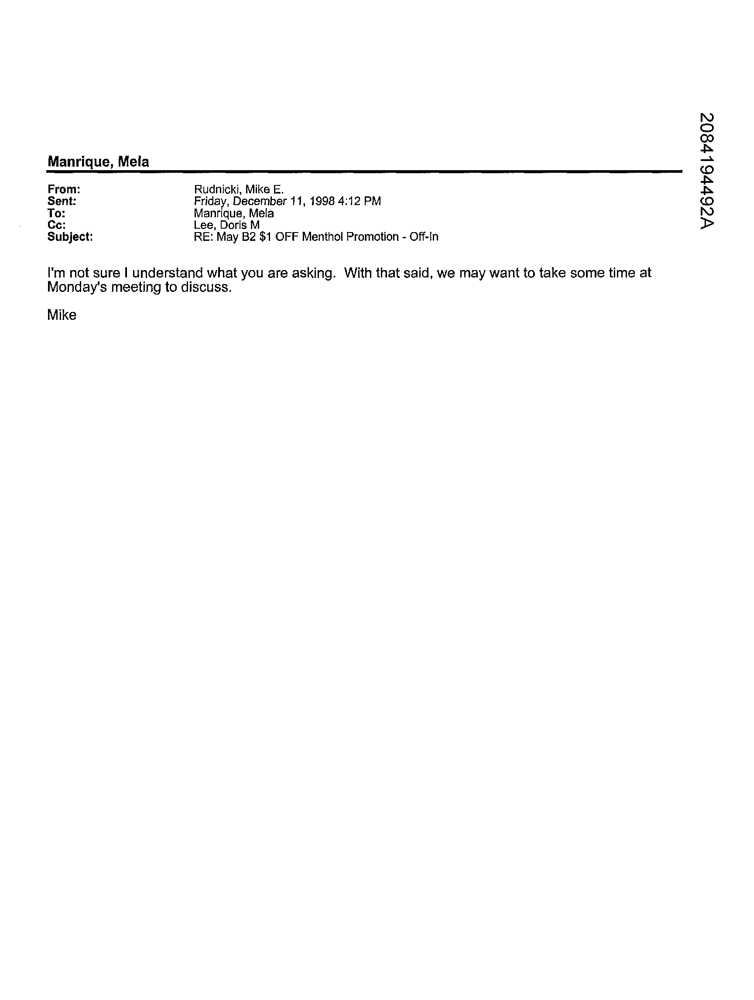 Manrique, Mela
From: Rudnicki, Mike E.
Sent: Friday, December 11, 1998 4:12 PM
To: Manrique, Mela
Cc: Lee, Doris M
Subject: RE: May B2 $1 OFF Menthol Promotion - Off-In
I'm not sure I understand what you are asking.  With that said, we may want to take some time at
Monday's meeting to discuss.
Mike
2084194492A